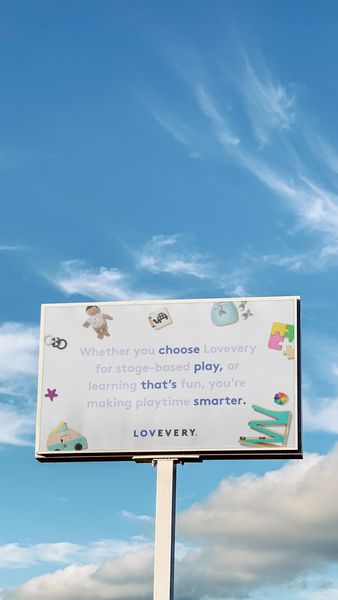 Whether you choose Lovevery
for stage-based play, or
learning that's fun, you're
making playtime smarter.
LOVEVERY